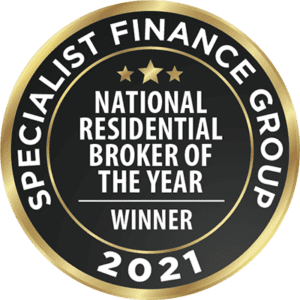 SPECIALIST FINANCE GROUP
NATIONAL
RESIDENTIAL
BROKER OF
THE YEAR
WINNER
2021